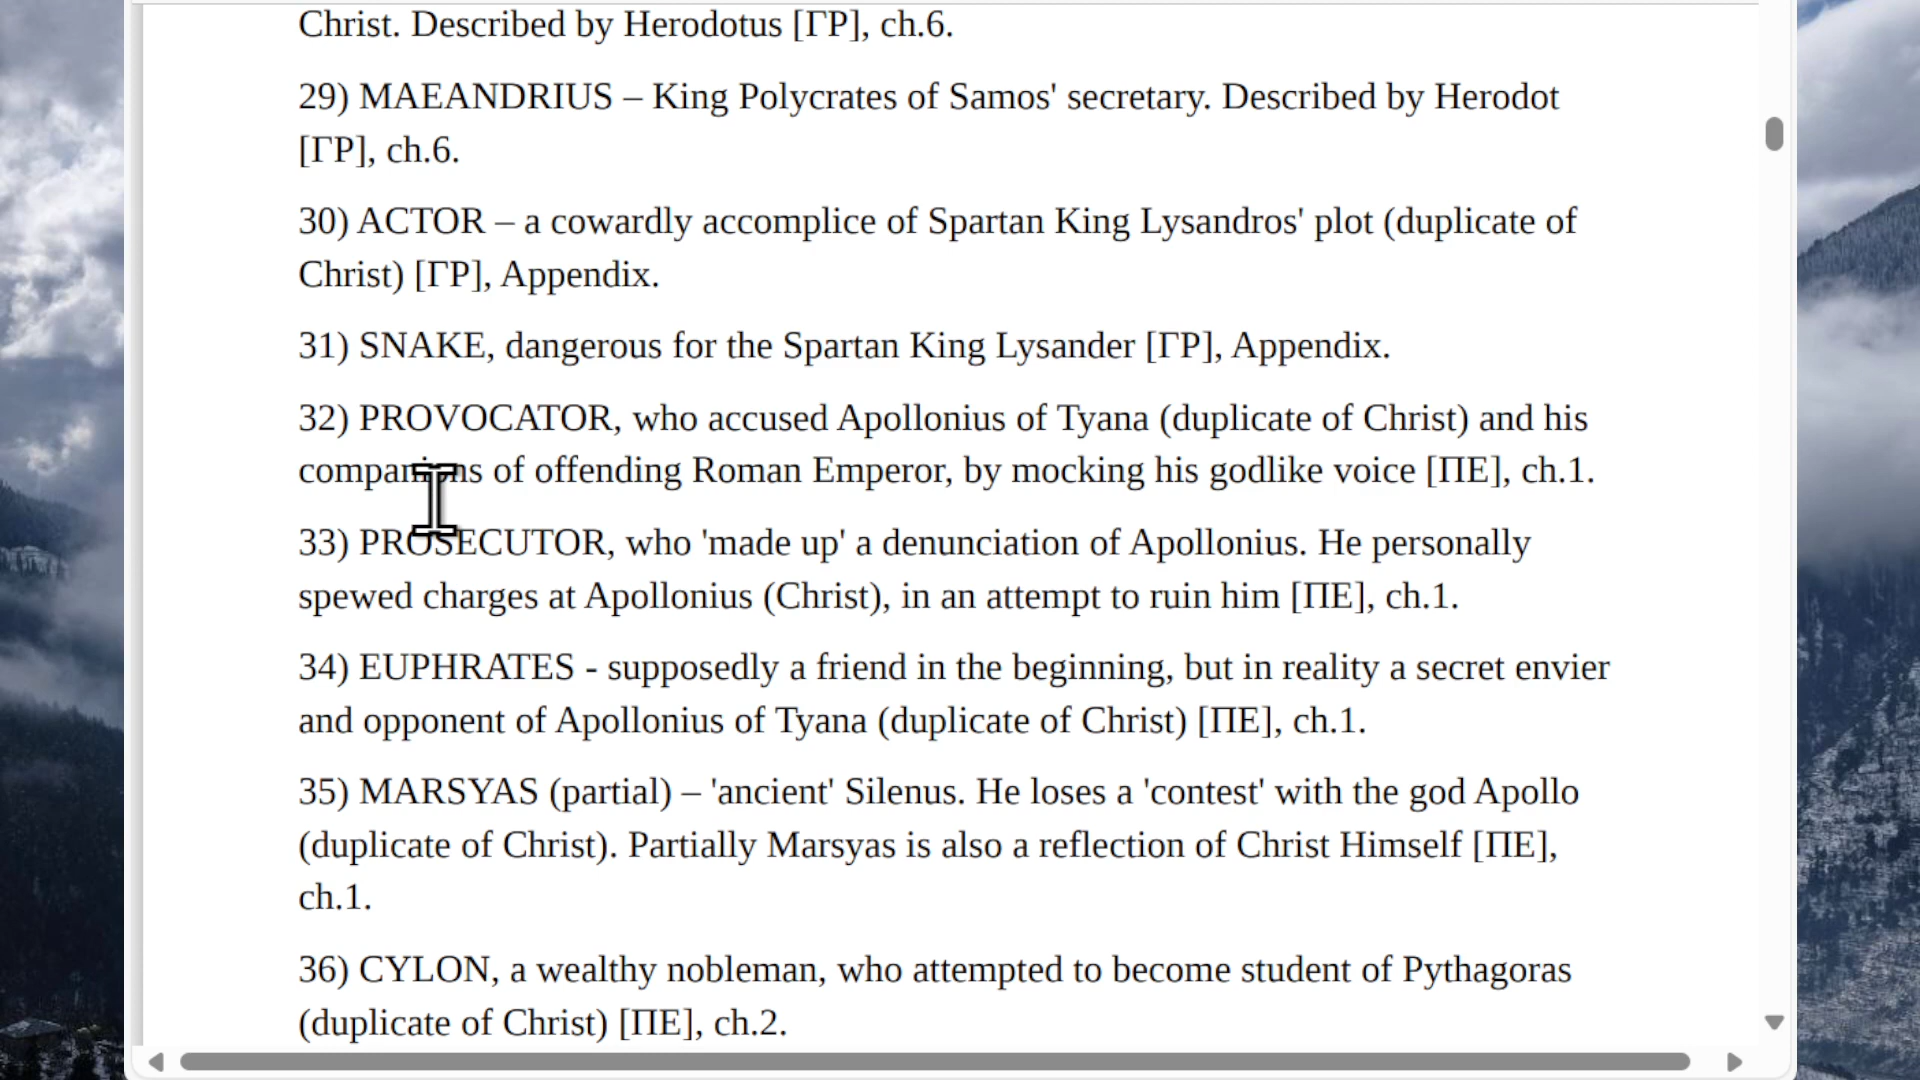 Christ. Described by Herodotus [ГР], ch.6.
29) MAEANDRIUS – King Polycrates of Samos' secretary. Described by Herodot
[ГР], ch.6.
30) ACTOR – a cowardly accomplice of Spartan King Lysandros' plot (duplicate of
Christ) [ГР], Appendix.
31) SNAKE, dangerous for the Spartan King Lysander [ГР], Appendix.
32) PROVOCATOR, who accused Apollonius of Tyana (duplicate of Christ) and his
companions of offending Roman Emperor, by mocking his godlike voice [ПЕ], ch.1.
33) PROSECUTOR, who 'made up' a denunciation of Apollonius. He personally
spewed charges at Apollonius (Christ), in an attempt to ruin him [ПЕ], ch.1.
34) EUPHRATES - supposedly a friend in the beginning, but in reality a secret envier
and opponent of Apollonius of Tyana (duplicate of Christ) [ПЕ], ch.1.
35) MARSYAS (partial) – 'ancient' Silenus. He loses a 'contest' with the god Apollo
(duplicate of Christ). Partially Marsyas is also a reflection of Christ Himself [ПЕ],
ch.1.
36) CYLON, a wealthy nobleman, who attempted to become student of Pythagoras
(duplicate of Christ) [ПЕ], ch.2.